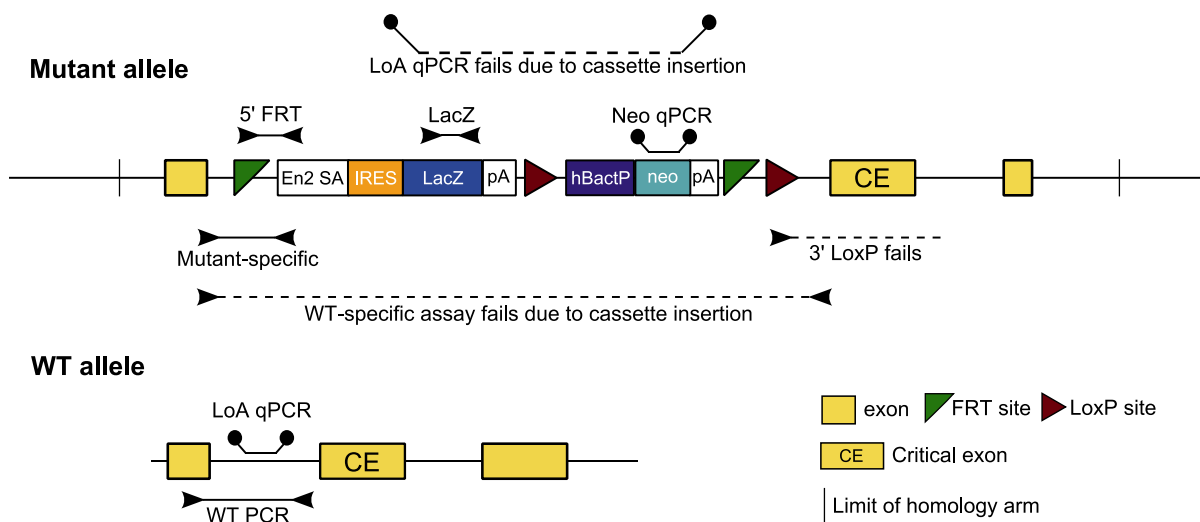 LoA qPCR fails due to cassette insertion
Mutant allele
5' FRT
LacZ
Neo qPCR
En2 SA
IRES
LacZ
pA
hBactP
neo
pA
CE
Mutant-specific
3' LoxP fails
WT-specific assay fails due to cassette insertion
WT allele
LoA qPCR
CE
WT PCR
exon
FRT site
LoxP site
CE
Critical exon
Limit of homology arm